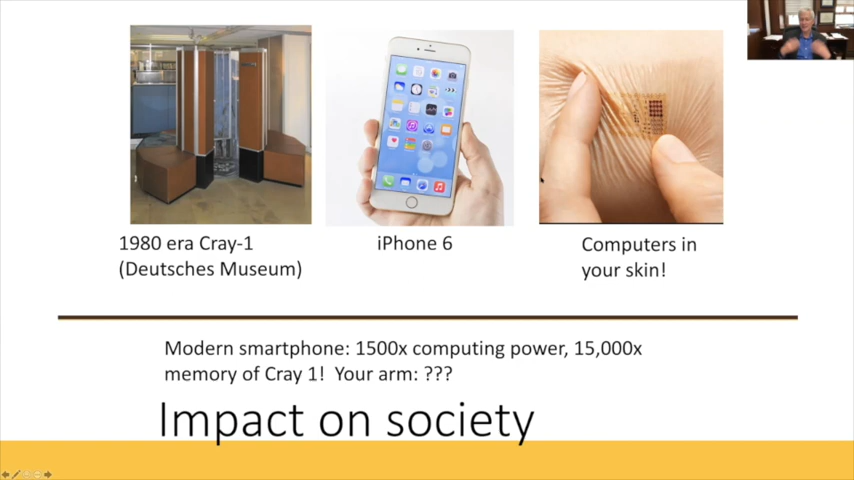 1980 era Cray-1
(Deutsches Museum)
iPhone 6
Computers in
your skin!
Modern smartphone: 1500x computing power, 15,000x
memory of Cray 1!  Your arm: ???
Impact on society